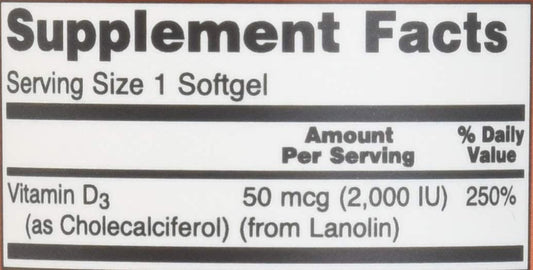 Supplement Facts
Serving Size 1 Softgel
Amount Per Serving % Daily Value
Vitamin D3 50 mcg (2,000 IU) 250%
(as Cholecalciferol) (from Lanolin)